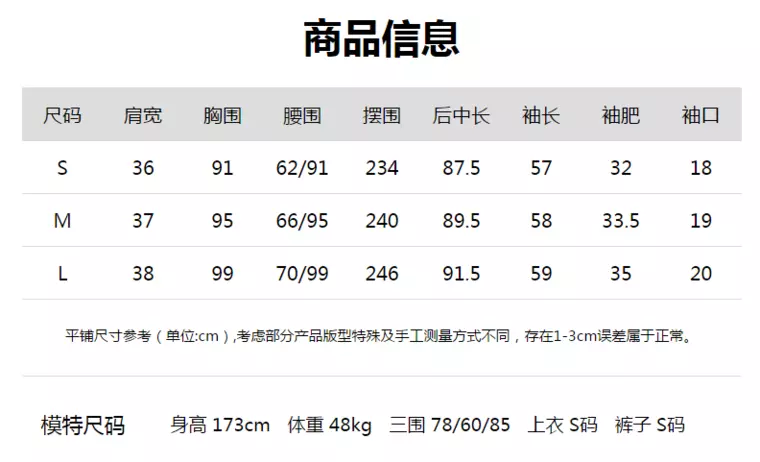 商品信息
尺码 肩宽 胸围 腰围 摆围 后中长 袖长 袖肥 袖口
S 36 91 62/91 234 87.5 57 32 18
M 37 95 66/95 240 89.5 58 33.5 19
L 38 99 70/99 246 91.5 59 35 20
平铺尺寸参考（单位:cm）,考虑部分产品版型特殊及手工测量方式不同，存在1-3cm误差属于正常。
模特尺码 身高 173cm 体重 48kg 三围 78/60/85 上衣 S码 裤子 S码